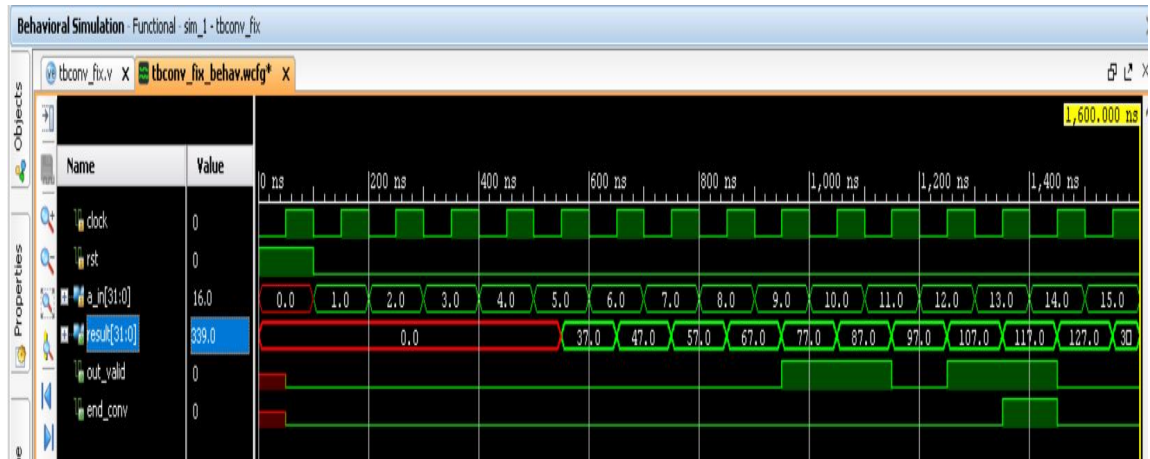 Behavioral Simulation - Functional - sim_1 - tbconv_fix
tbconv_fix.v X tbconv_fix_behav.wcfg* X
Objects
Properties
1,600.000 ns
Name Value
0 ns 200 ns 400 ns 600 ns 800 ns 1,000 ns 1,200 ns 1,400 ns
clock 0
rst 0
a_in[31:0] 16.0 0.0 1.0 2.0 3.0 4.0 5.0 6.0 7.0 8.0 9.0 10.0 11.0 12.0 13.0 14.0 15.0
result[31:0] 339.0 0.0 37.0 47.0 57.0 67.0 77.0 87.0 97.0 107.0 117.0 127.0
out_valid 0
end_conv 0